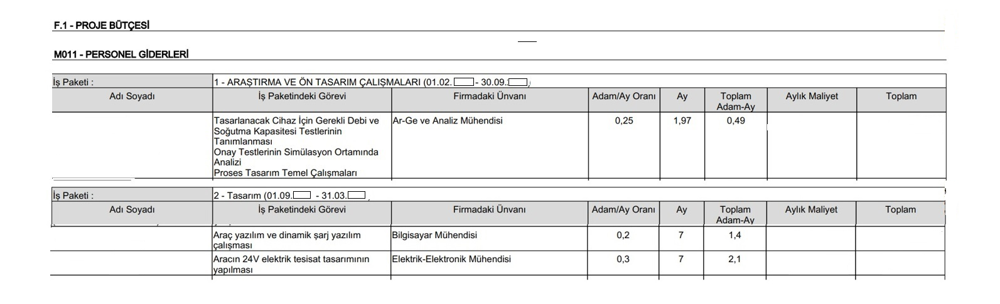 F.1 - PROJE BÜTÇESİ
M011 - PERSONEL GİDERLERİ
İş Paketi : 1 - ARAŞTIRMA VE ÖN TASARIM ÇALIŞMALARI (01.02. - 30.09. )
Adı Soyadı İş Paketindeki Görevi Firmadaki Ünvanı Adam/Ay Oranı Ay Toplam Aylık Maliyet Toplam
Adam-Ay
Tasarlanacak Cihaz İçin Gerekli Debi ve Ar-Ge ve Analiz Mühendisi 0,25 1,97 0,49
Soğutma Kapasitesi Testlerinin
Tanımlanması
Onay Testlerinin Simülasyon Ortamında
Analizi
Proses Tasarım Temel Çalışmaları
İş Paketi : 2 - Tasarım (01.09. - 31.03.
Adı Soyadı İş Paketindeki Görevi Firmadaki Ünvanı Adam/Ay Oranı Ay Toplam Aylık Maliyet Toplam
Adam-Ay
Araç yazılım ve dinamik şarj yazılım Bilgisayar Mühendisi 0,2 7 1,4
çalışması
Aracın 24V elektrik tesisat tasarımının Elektrik-Elektronik Mühendisi 0,3 7 2,1
yapılması